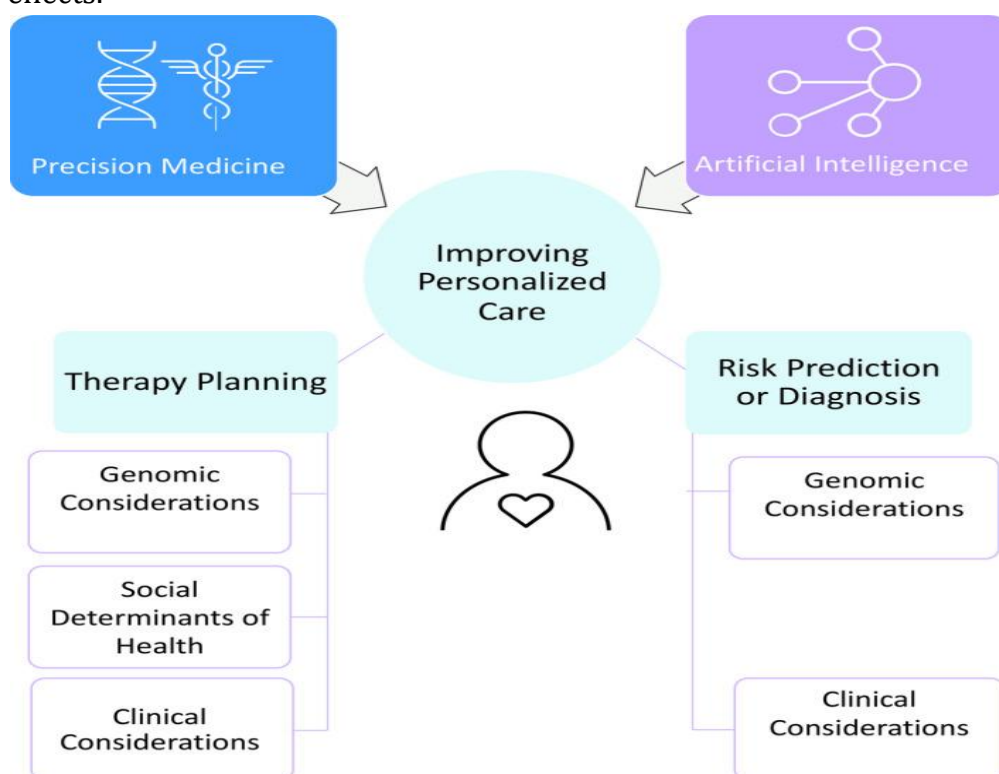 effects.
Precision Medicine
Artificial Intelligence
Improving
Personalized
Care
Therapy Planning
Genomic
Considerations
Social
Determinants of
Health
Clinical
Considerations
Risk Prediction
or Diagnosis
Genomic
Considerations
Clinical
Considerations